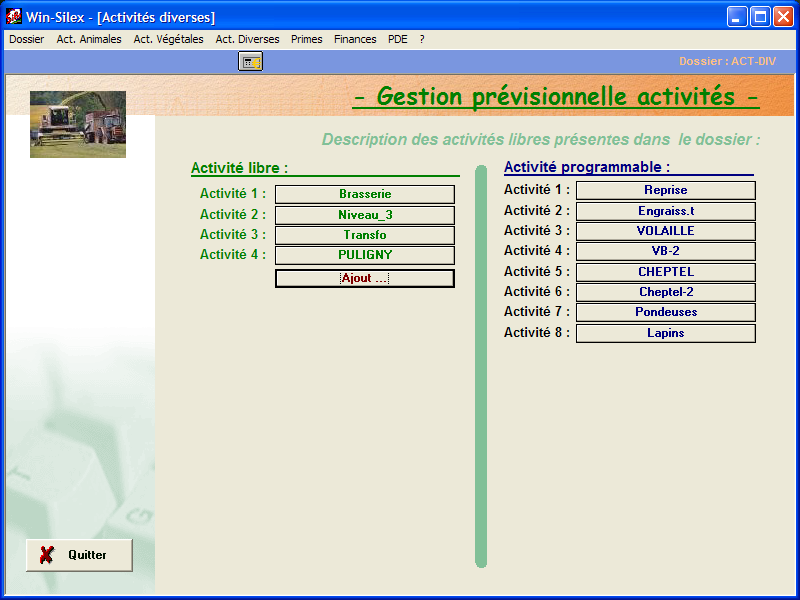 Win-Silex - [Activités diverses]
Dossier Act. Animales Act. Végétales Act. Diverses Primes Finances PDE ?
Dossier : ACT-DIV
- Gestion prévisionnelle activités -
Description des activités libres présentes dans le dossier :
Activité libre :
Activité 1 : Brasserie
Activité 2 : Niveau_3
Activité 3 : Transfo
Activité 4 : PULIGNY
Ajout ...
Activité programmable :
Activité 1 : Reprise
Activité 2 : Engraiss.t
Activité 3 : VOLAILLE
Activité 4 : VB-2
Activité 5 : CHEPTEL
Activité 6 : Cheptel-2
Activité 7 : Pondeuses
Activité 8 : Lapins
Quitter